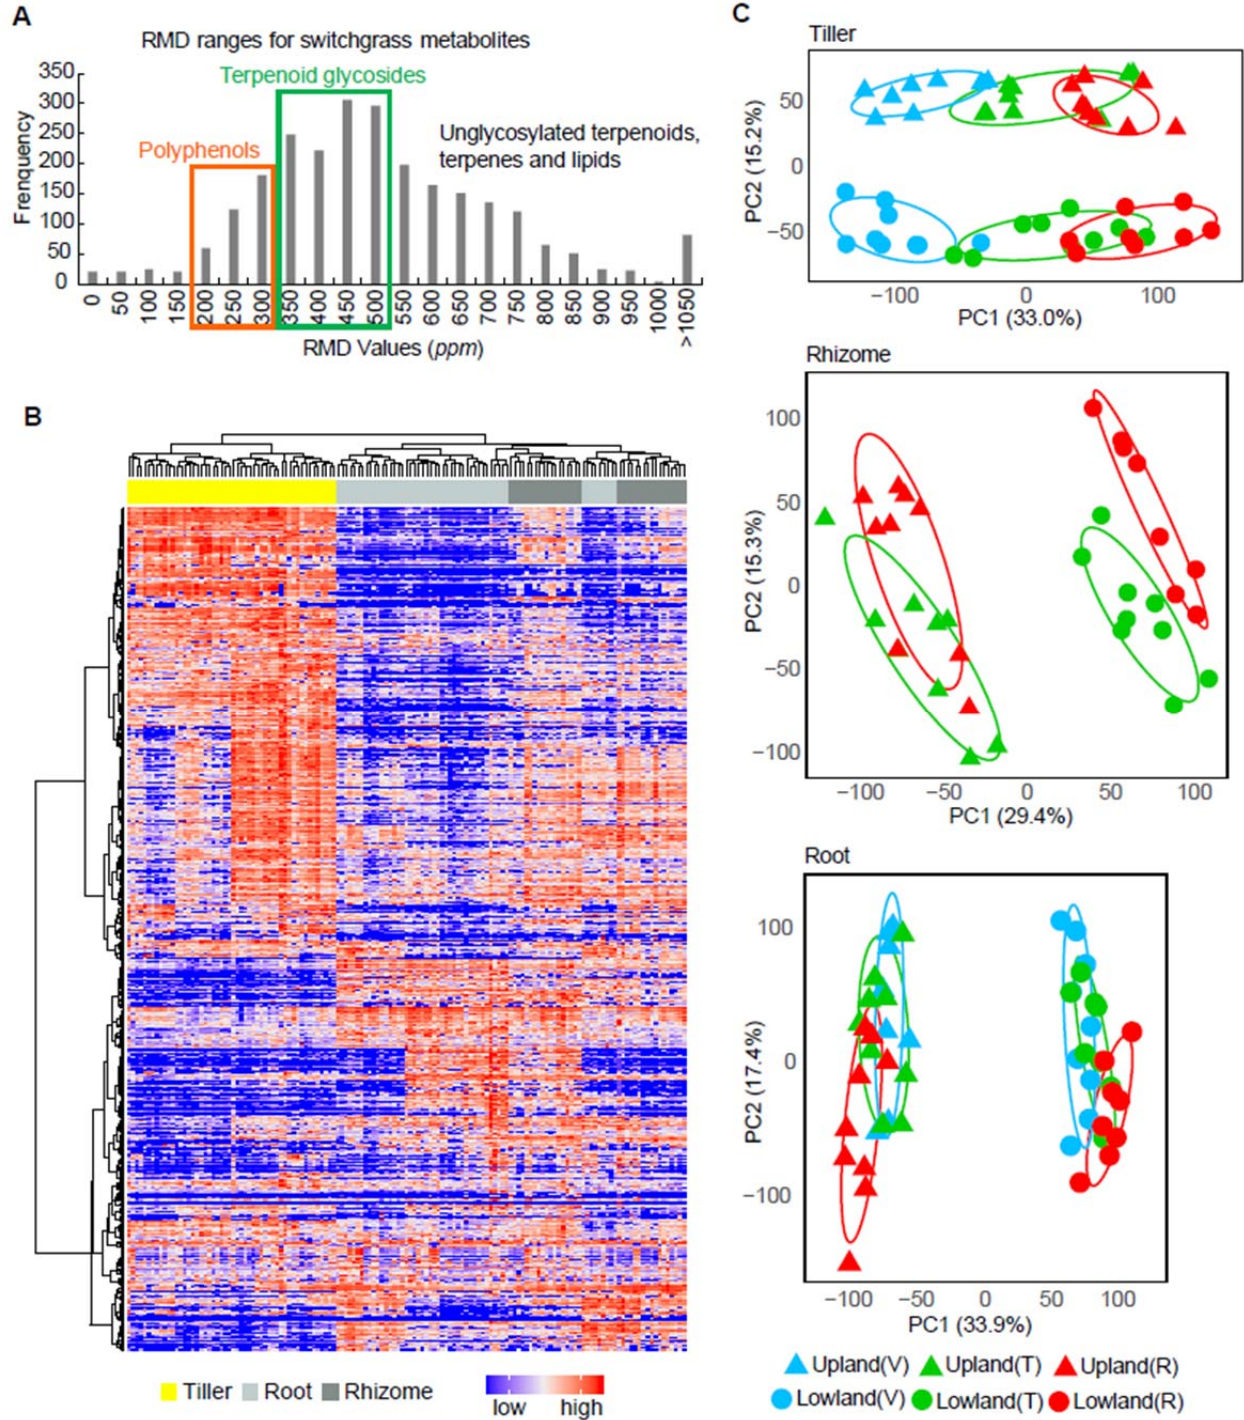 A
RMD ranges for switchgrass metabolites
Terpenoid glycosides
Polyphenols
Unglycosylated terpenoids,
terpenes and lipids
Frenquency
350
300
250
200
150
100
50
0
0 50 100 150 200 250 300 350 400 450 500 550 600 650 700 750 800 850 900 950 1000 >1050
RMD Values (ppm)
B
Tiller Root Rhizome
low high
C
Tiller
PC2 (15.2%)
50
0
−50
−100 0 100
PC1 (33.0%)
Rhizome
PC2 (15.3%)
100
50
0
−50
−100
−100 −50 0 50 100
PC1 (29.4%)
Root
PC2 (17.4%)
100
0
−100
−100 −50 0 50 100
PC1 (33.9%)
Upland(V) Upland(T) Upland(R)
Lowland(V) Lowland(T) Lowland(R)